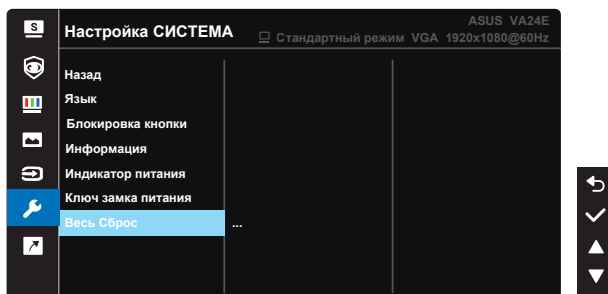 S
Настройка СИСТЕМА
ASUS VA24E
Стандартный режим VGA 1920x1080@60Hz
Назад
Язык
Блокировка кнопки
Информация
Индикатор питания
Ключ замка питания
Весь Сброс ...